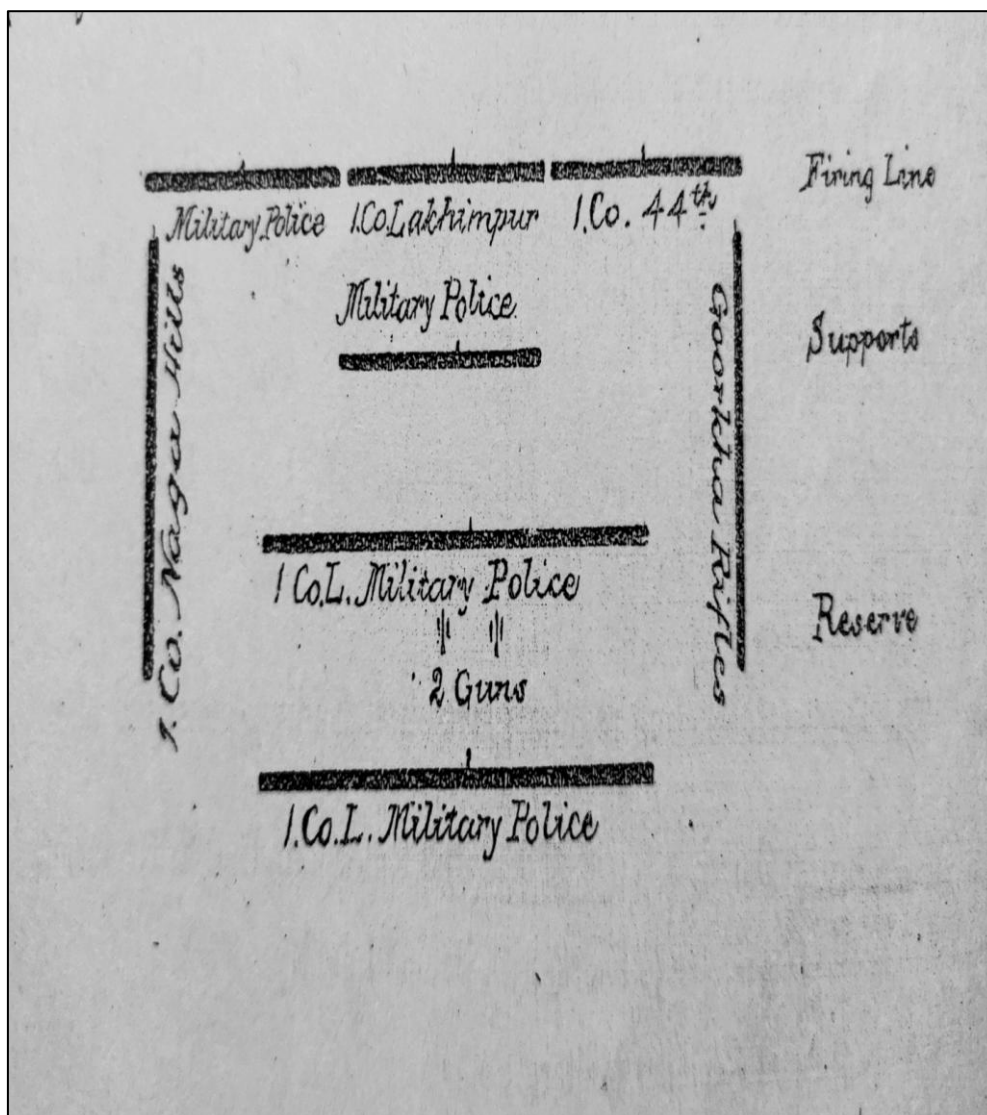 Firing Line
Military Police 1.Co.Lakhimpur 1.Co. 44th
Military Police
Supports
1. Co. Naga Hills
Goorkha Rifles
1 Co.L. Military Police
Reserve
2 Guns
1.Co.L. Military Police